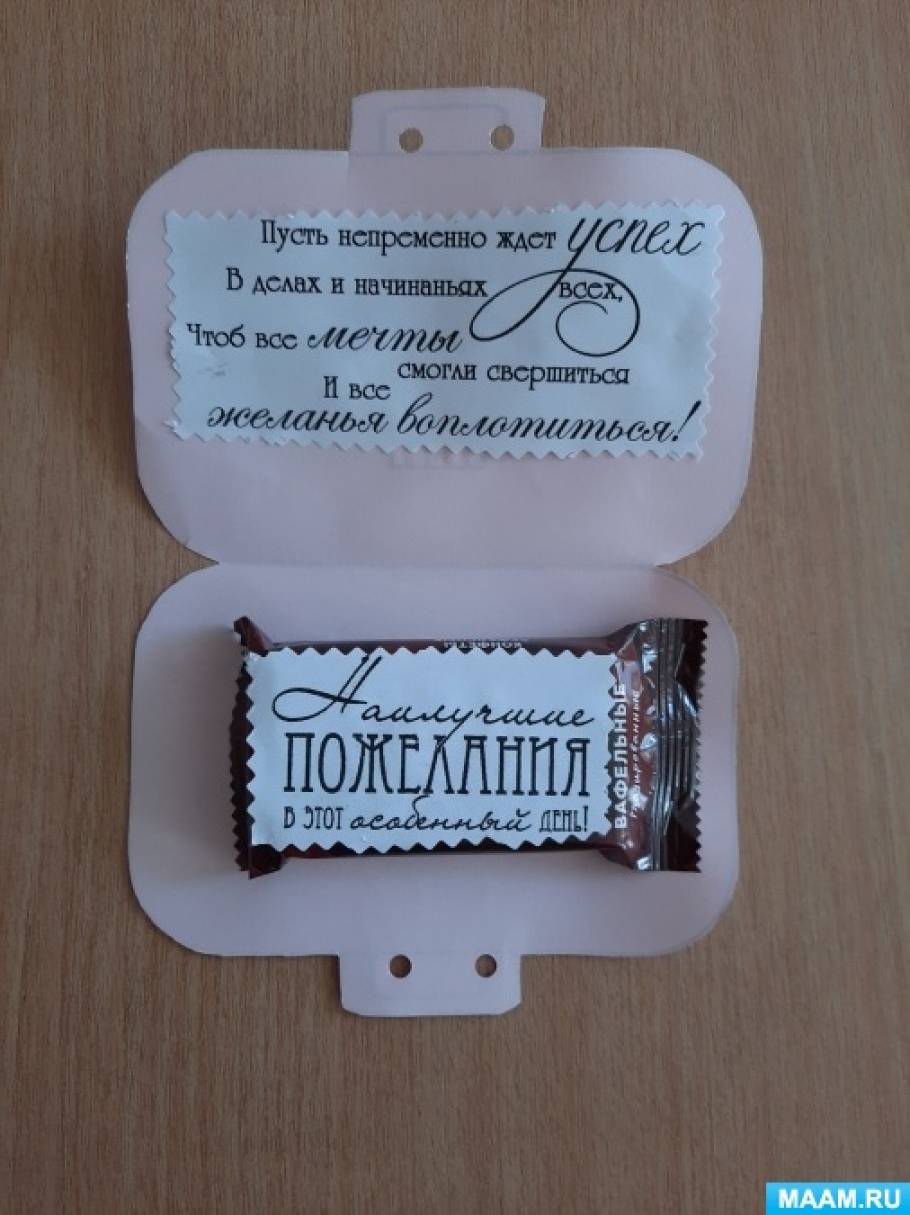 Пусть непременно ждет успех
В делах и начинаньях всех,
Чтоб все мечты
смогли свершиться
И все
желанья воплотиться!
Наилучшие
ПОЖЕЛАНИЯ
В ЭТОТ особенный ДЕНЬ!
ВАФЕЛЬНЫЕ
Глазированные
MAAM.RU